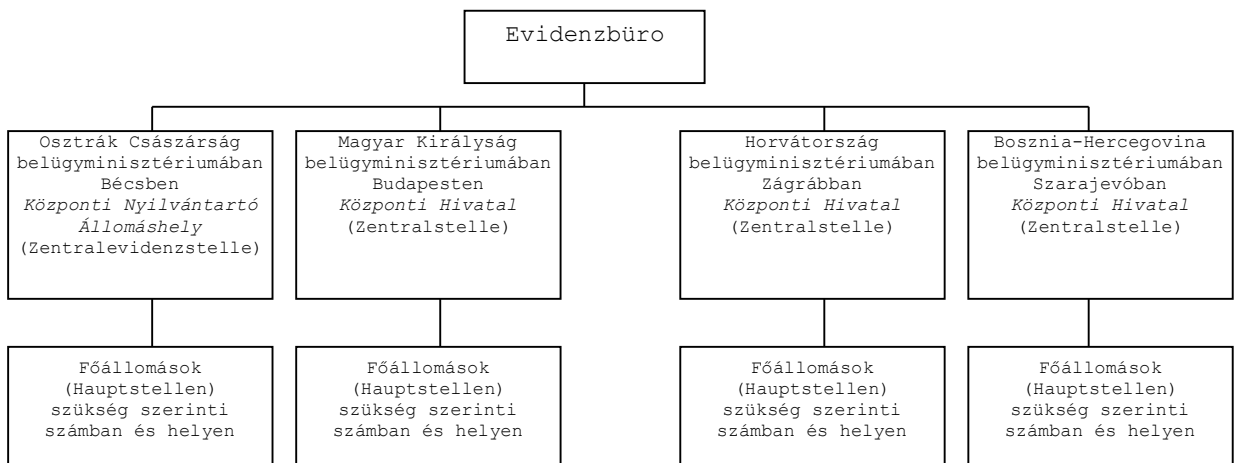 Evidenzbüro
Osztrák Császárság
belügyminisztériumában
Bécsben
Központi Nyilvántartó
Állomáshely
(Zentralevidenzstelle)
Magyar Királyság
belügyminisztériumában
Budapesten
Központi Hivatal
(Zentralstelle)
Horvátország
belügyminisztériumában
Zágrábban
Központi Hivatal
(Zentralstelle)
Bosznia-Hercegovina
belügyminisztériumában
Szarajevóban
Központi Hivatal
(Zentralstelle)
Főállomások
(Hauptstellen)
szükség szerinti
számban és helyen
Főállomások
(Hauptstellen)
szükség szerinti
számban és helyen
Főállomások
(Hauptstellen)
szükség szerinti
számban és helyen
Főállomások
(Hauptstellen)
szükség szerinti
számban és helyen